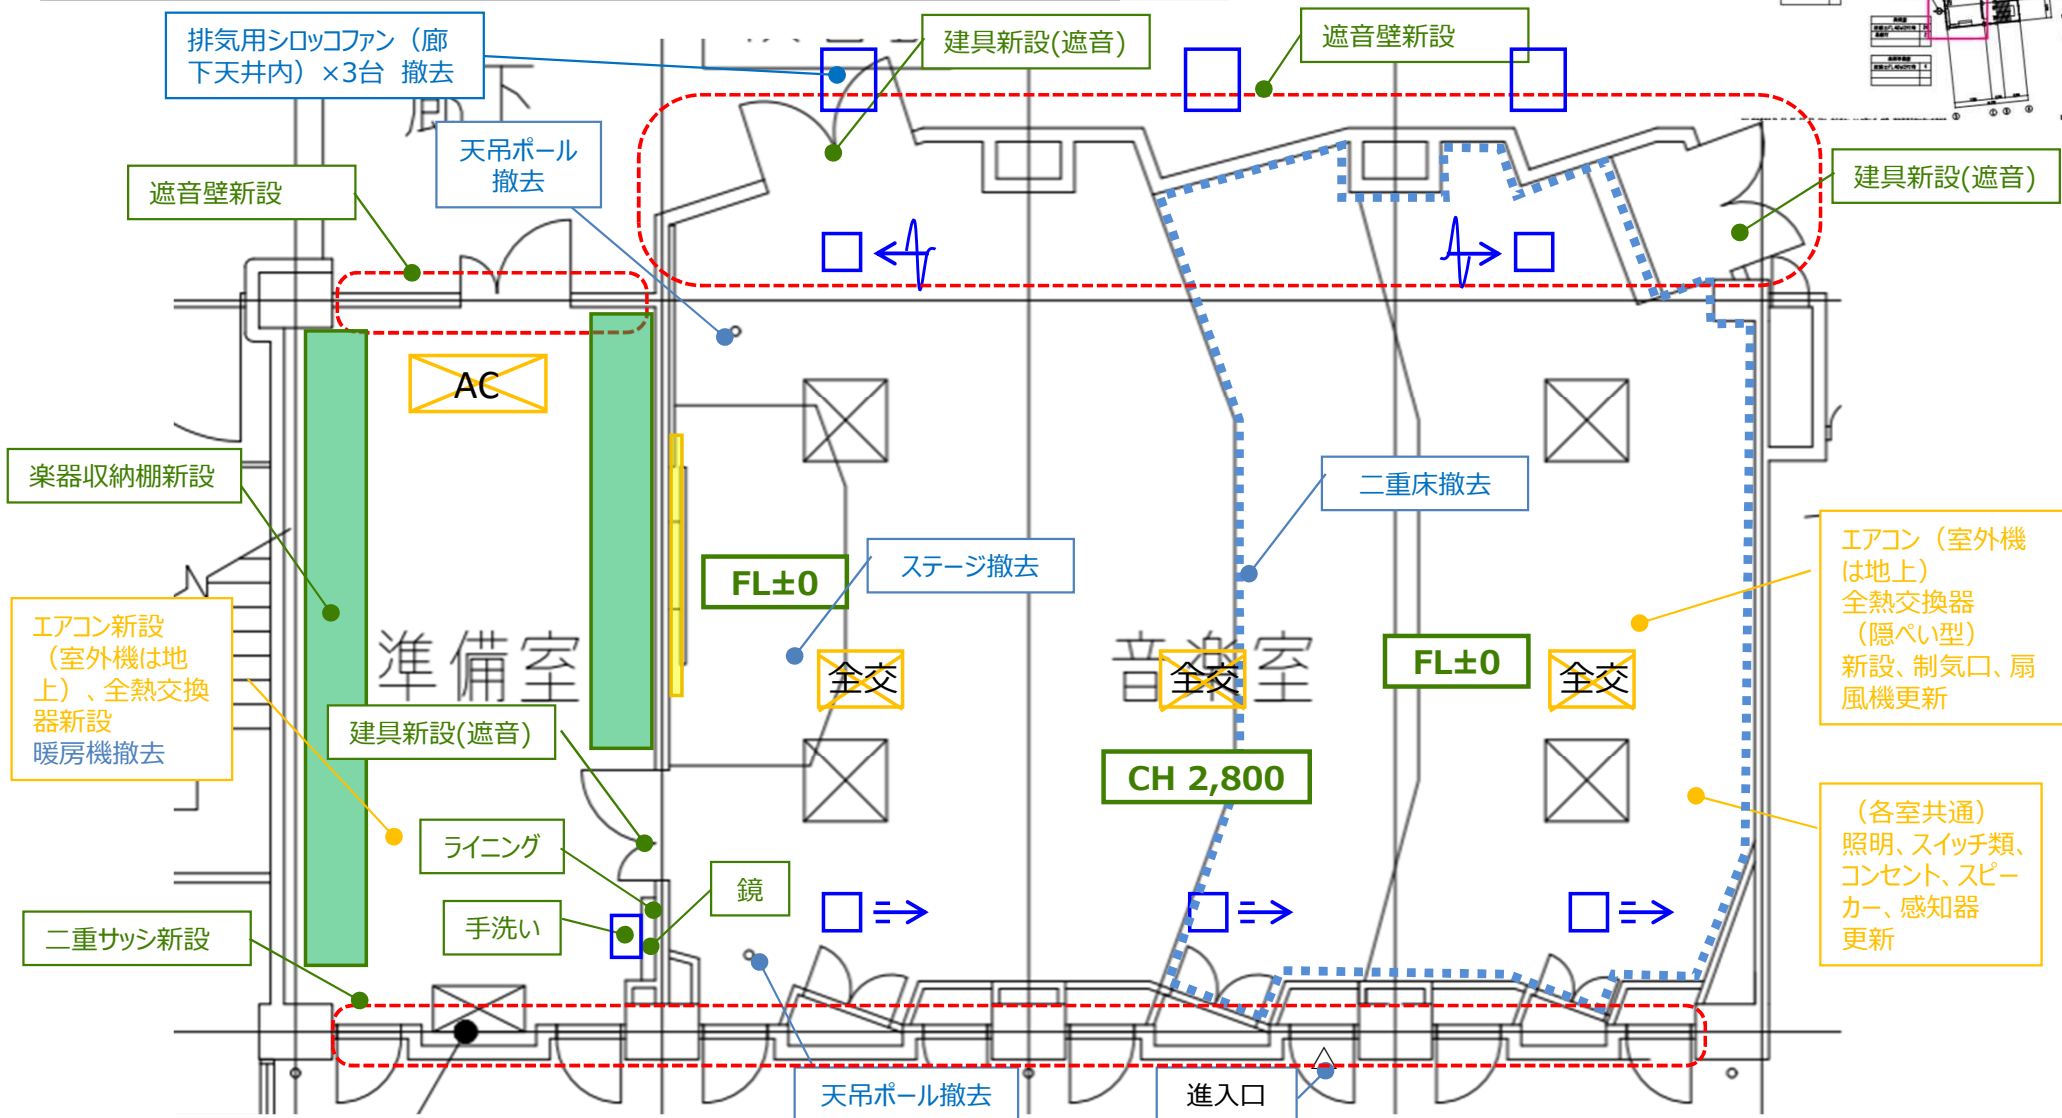 排気用シロッコファン（廊
下天井内）×3台 撤去
建具新設(遮音)
遮音壁新設
天吊ポール
撤去
遮音壁新設
建具新設(遮音)
AC
楽器収納棚新設
二重床撤去
エアコン（室外機
は地上）
全熱交換器
（隠ぺい型）
新設、制気口、扇
風機更新
ステージ撤去
FL±0
エアコン新設
（室外機は地
上）、全熱交換
器新設
暖房機撤去
準備室
音楽室
FL±0
全交
全交
全交
建具新設(遮音)
CH 2,800
（各室共通）
照明、スイッチ類、
コンセント、スピー
カー、感知器
更新
ライニング
鏡
手洗い
二重サッシ新設
天吊ポール撤去
進入口